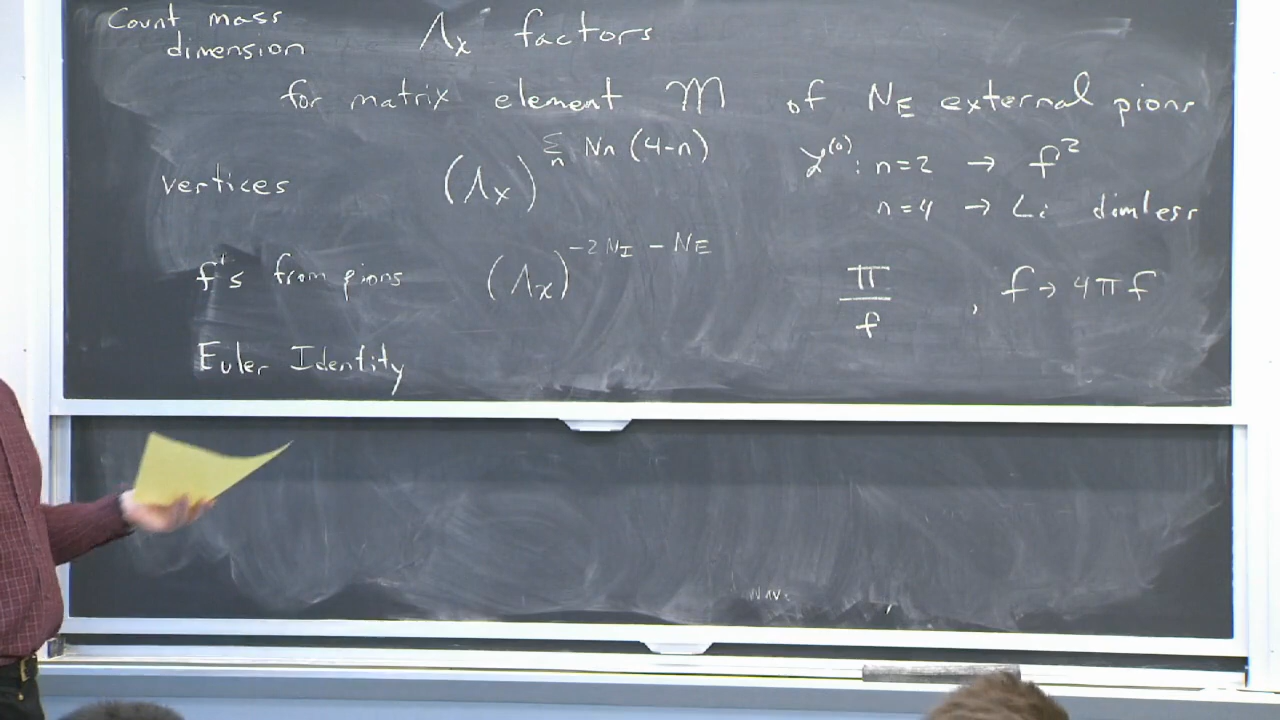 Count mass
dimension Λχ factors
for matrix element M of N_E external pions
vertices (Λχ)^{Σ_n N_n (4-n)} ℒ^{(0)}: n=2 → f²
n=4 → L_i dimless
f's from pions (Λχ)^{-2N_I - N_E} π/f , f → 4πf
Euler Identity